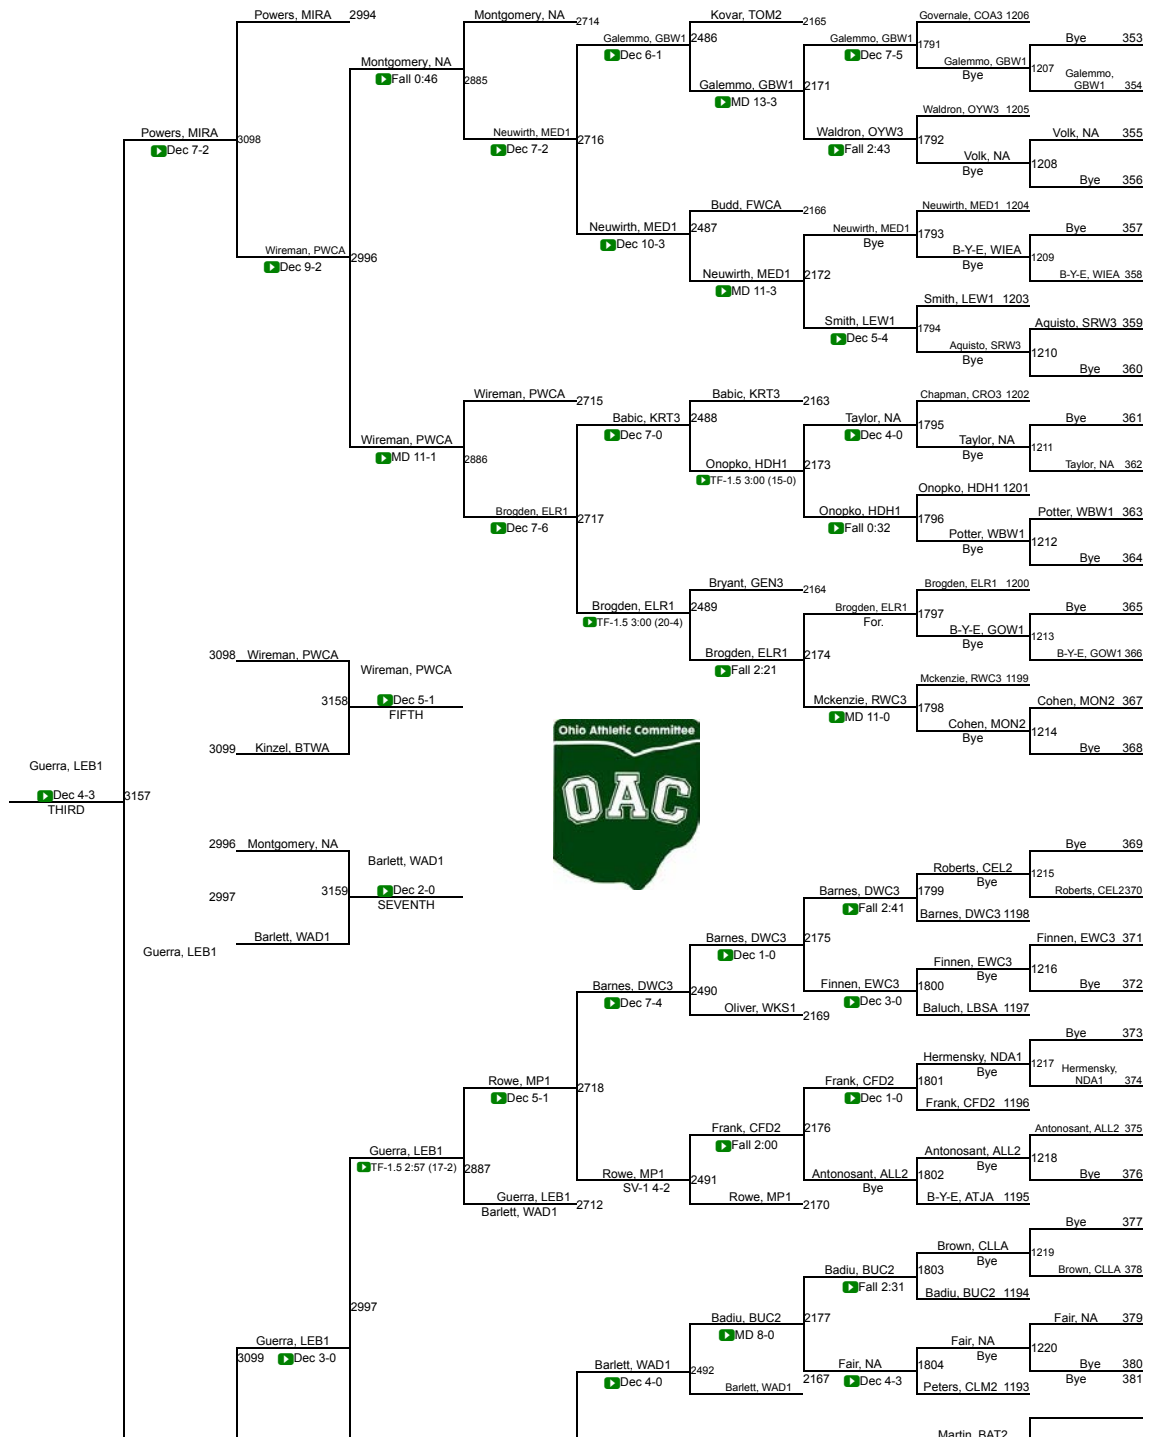 Powers, MIRA 2994
Montgomery, NA
2714
Kovar, TOM2
2165
Governale, COA3 1206
Bye 353
Galemmo, GBW1
2486
Dec 6-1
Galemmo, GBW1
1791
Dec 7-5
Galemmo, GBW1
Bye
1207
Galemmo,
GBW1 354
Montgomery, NA
Fall 0:46
2885
Galemmo, GBW1
2171
MD 13-3
Waldron, OYW3 1205
Powers, MIRA
Dec 7-2
3098
Neuwirth, MED1
Dec 7-2
2716
Waldron, OYW3
1792
Fall 2:43
Volk, NA
Bye
1208
Volk, NA 355
Bye 356
Budd, FWCA
2166
Neuwirth, MED1 1204
Neuwirth, MED1
2487
Dec 10-3
Neuwirth, MED1
1793
Bye
Bye 357
B-Y-E, WIEA
Bye
1209
B-Y-E, WIEA 358
Wireman, PWCA
2996
Dec 9-2
Neuwirth, MED1
2172
MD 11-3
Smith, LEW1 1203
Smith, LEW1
1794
Dec 5-4
Aquisto, SRW3 359
Aquisto, SRW3
Bye
1210
Bye 360
Wireman, PWCA
2715
Babic, KRT3
2163
Chapman, CRO3 1202
Babic, KRT3
2488
Dec 7-0
Taylor, NA
1795
Dec 4-0
Bye 361
Taylor, NA
Bye
1211
Wireman, PWCA
MD 11-1
2886
Onopko, HDH1
2173
TF-1.5 3:00 (15-0)
Taylor, NA 362
Onopko, HDH1 1201
Brogden, ELR1
2717
Dec 7-6
Onopko, HDH1
1796
Fall 0:32
Potter, WBW1 363
Potter, WBW1
Bye
1212
Bye 364
Bryant, GEN3
2164
Brogden, ELR1 1200
Brogden, ELR1
2489
TF-1.5 3:00 (20-4)
Brogden, ELR1
1797
For.
Bye 365
B-Y-E, GOW1
Bye
1213
B-Y-E, GOW1 366
3098 Wireman, PWCA
Wireman, PWCA
Brogden, ELR1
2174
Fall 2:21
Mckenzie, RWC3 1199
3158
Dec 5-1
FIFTH
Mckenzie, RWC3
1798
MD 11-0
Cohen, MON2 367
Cohen, MON2
Bye
1214
3099 Kinzel, BTWA
Bye 368
Ohio Athletic Committee
OAC
Guerra, LEB1
Dec 4-3
3157
THIRD
2996 Montgomery, NA
Barlett, WAD1
Bye 369
2997
3159
Dec 2-0
SEVENTH
Barnes, DWC3
1799
Fall 2:41
Roberts, CEL2
Bye
1215
Roberts, CEL2370
Barnes, DWC3 1198
Barlett, WAD1
Guerra, LEB1
Barnes, DWC3
2175
Dec 1-0
Finnen, EWC3 371
Finnen, EWC3
Bye
1216
Barnes, DWC3
2490
Dec 7-4
Finnen, EWC3
1800
Dec 3-0
Bye 372
Oliver, WKS1
2169
Baluch, LBSA 1197
Bye 373
Rowe, MP1
2718
Dec 5-1
Frank, CFD2
1801
Dec 1-0
Hermensky, NDA1
Bye
1217
Hermensky,
NDA1 374
Frank, CFD2 1196
Frank, CFD2
2176
Fall 2:00
Antonosant, ALL2 375
Guerra, LEB1
TF-1.5 2:57 (17-2)
2887
Antonosant, ALL2
Bye
1218
Rowe, MP1
2491
SV-1 4-2
Antonosant, ALL2
1802
Bye
Bye 376
Guerra, LEB1
2712
Barlett, WAD1
Rowe, MP1
2170
B-Y-E, ATJA 1195
Bye 377
Brown, CLLA
Bye
1219
Badiu, BUC2
1803
Fall 2:31
Brown, CLLA 378
Badiu, BUC2 1194
2997
Badiu, BUC2
2177
MD 8-0
Fair, NA 379
Guerra, LEB1
3099
Dec 3-0
Fair, NA
Bye
1220
Barlett, WAD1
2492
Dec 4-0
Fair, NA
1804
2167
Dec 4-3
Bye 380
Bye 381
Barlett, WAD1
Peters, CLM2 1193
Martin, BAT2